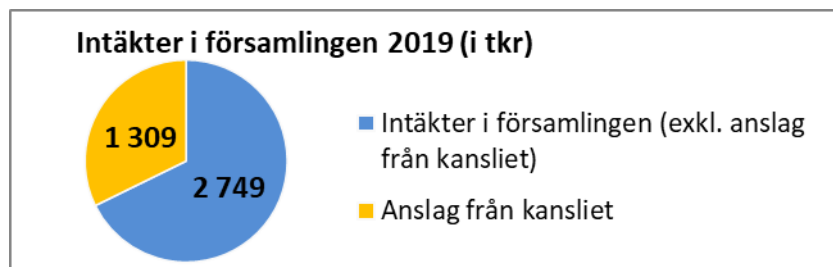 Intäkter i församlingen 2019 (i tkr)
1 309
2 749
Intäkter i församlingen (exkl. anslag
från kansliet)
Anslag från kansliet